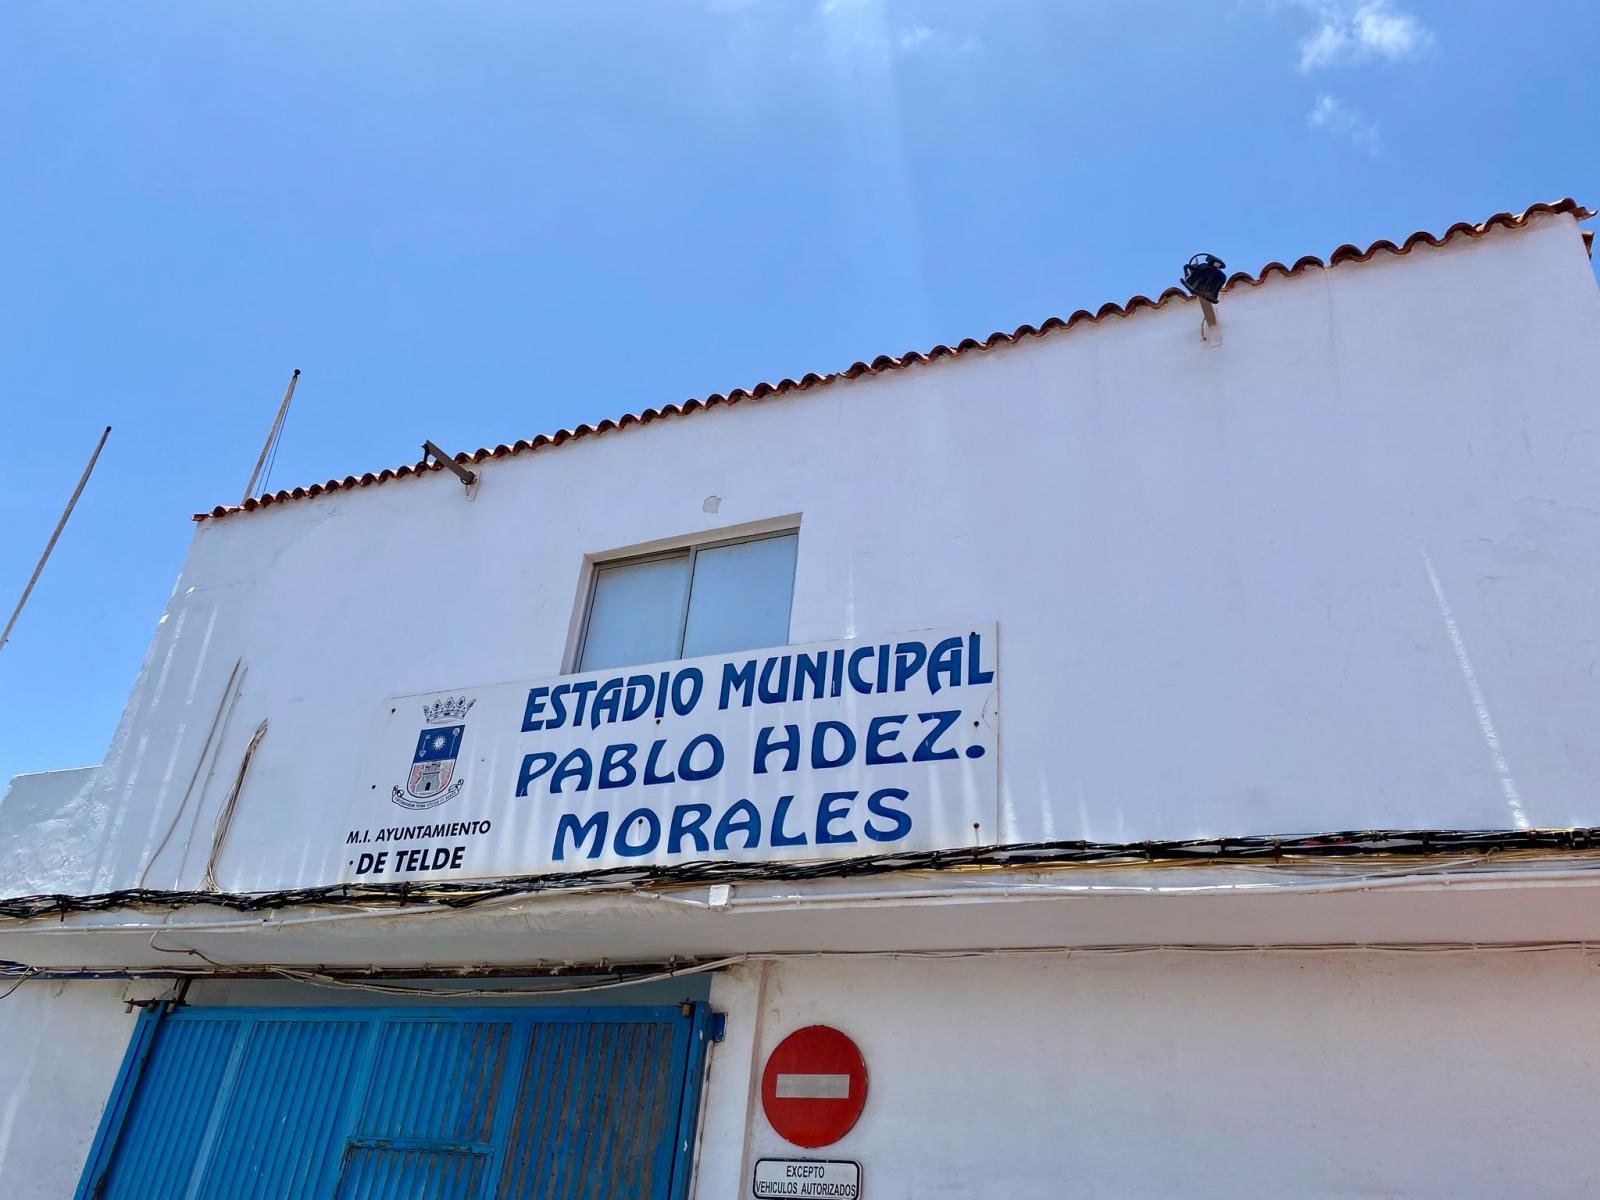 ESTADIO MUNICIPAL
PABLO HDEZ.
MORALES
M.I. AYUNTAMIENTO
DE TELDE
EXCEPTO
VEHICULOS AUTORIZADOS